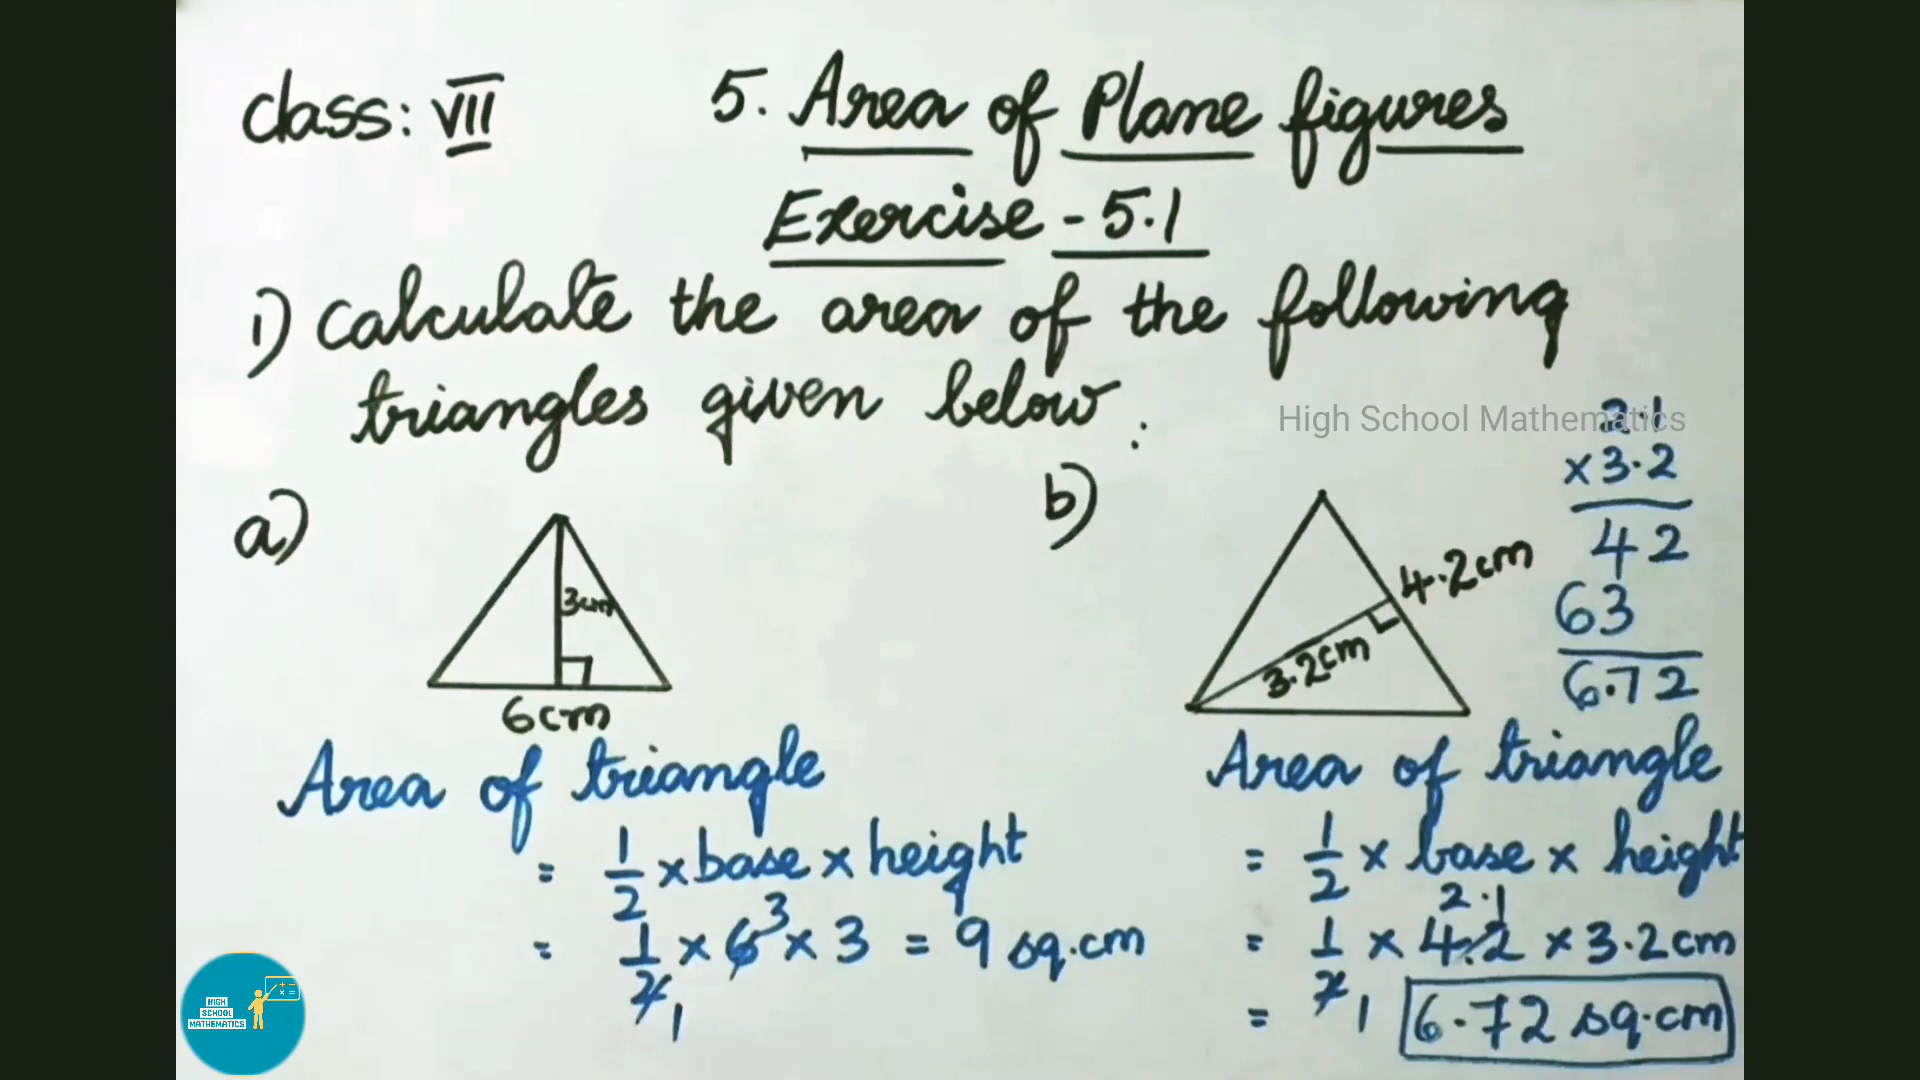 class: VII
5. Area of Plane figures
Exercise - 5.1
1) Calculate the area of the following
triangles given below :
High School Mathematics
a)
3cm
6cm
Area of triangle
= 1/2 × base × height
= 1/2 × 6 3 × 3 = 9 sq.cm
1
b)
4.2cm
3.2cm
2.1
× 3.2
42
63
6.72
Area of triangle
= 1/2 × base × height
2.1
= 1/2 × 4.2 × 3.2cm
1
= 6.72 sq.cm
HIGH
SCHOOL
MATHEMATICS